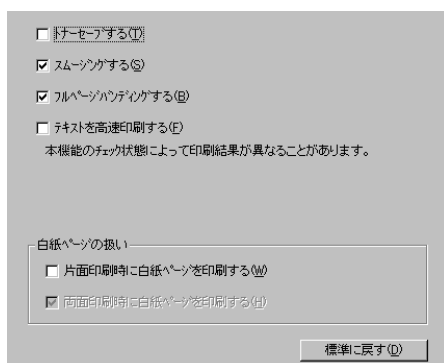 トナーセーブする(T)
スムージングする(S)
フルページバンディングする(B)
テキストを高速印刷する(F)
本機能のチェック状態によって印刷結果が異なることがあります。
白紙ページの扱い
片面印刷時に白紙ページを印刷する(W)
両面印刷時に白紙ページを印刷する(H)
標準に戻す(D)